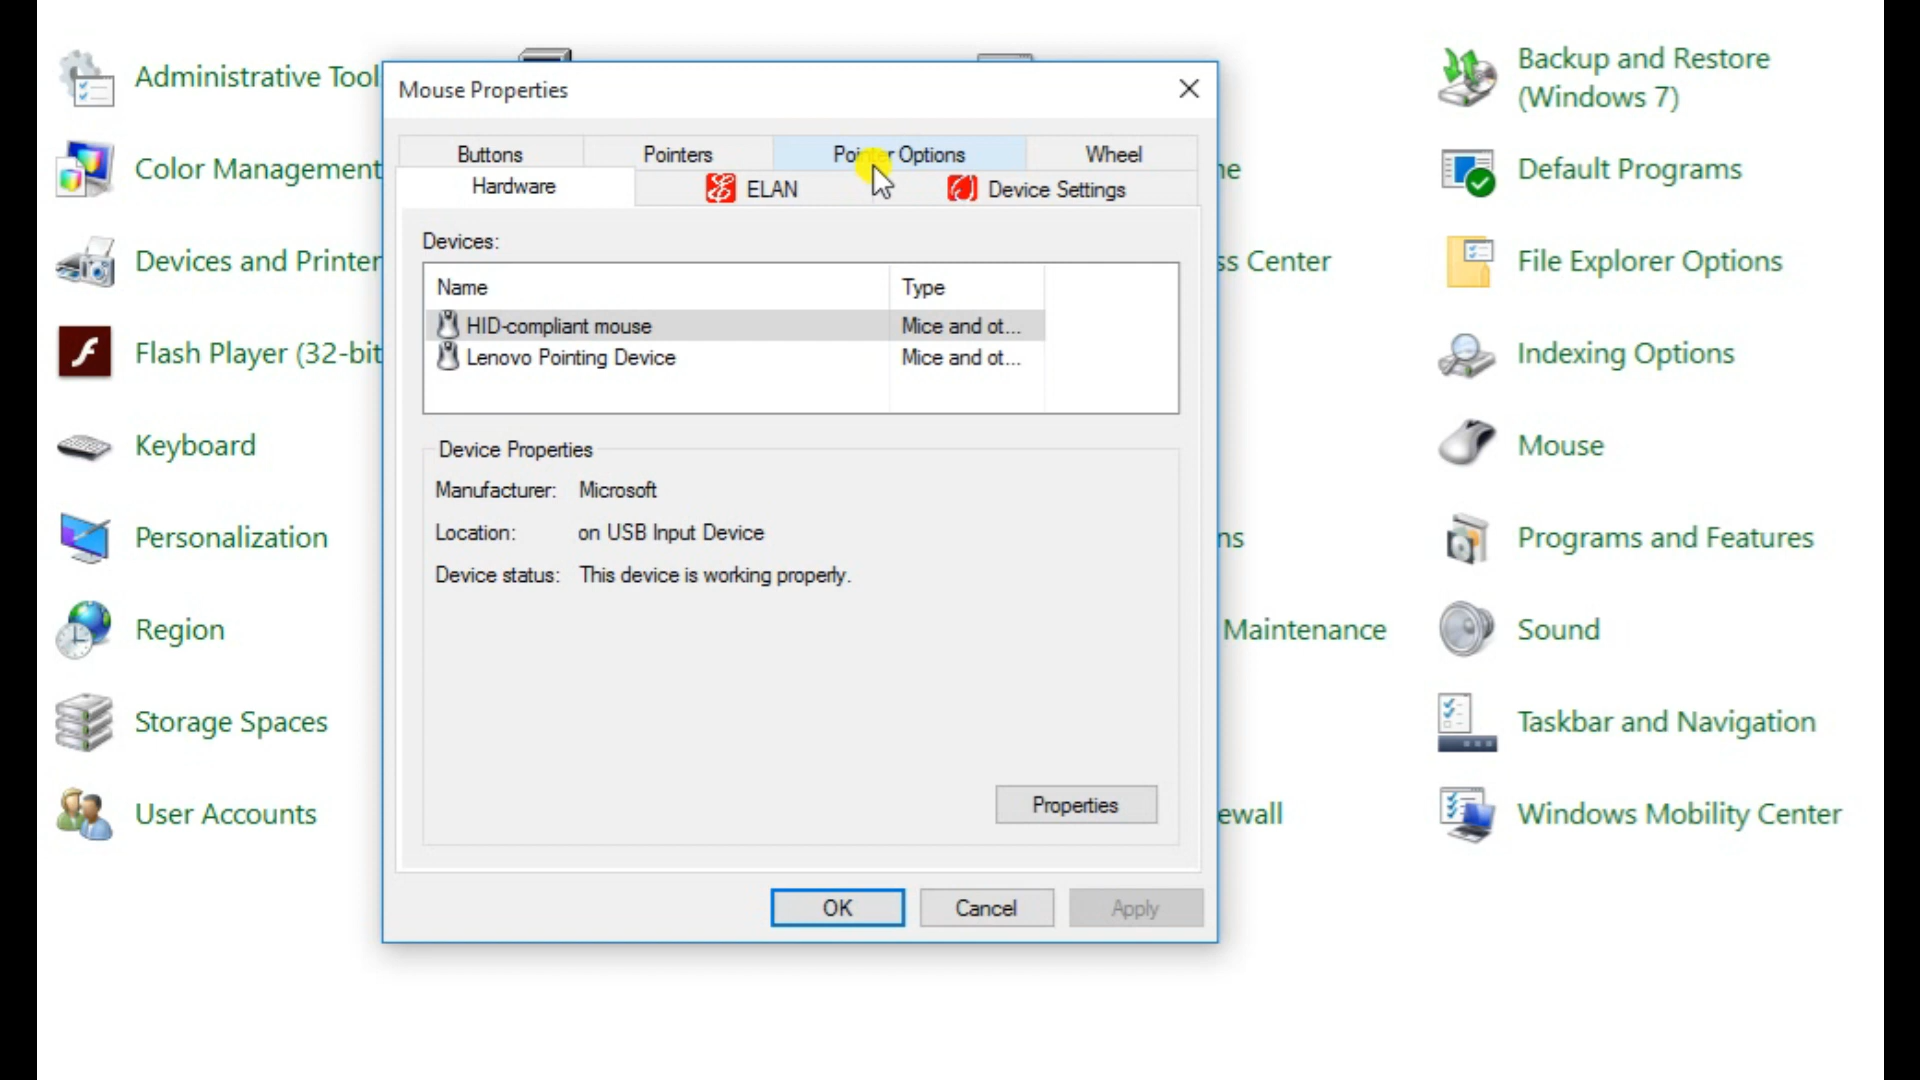 Administrative Tool
Color Management
Devices and Printer
Flash Player (32-bit
Keyboard
Personalization
Region
Storage Spaces
User Accounts
Mouse Properties
Buttons
Pointers
Pointer Options
Wheel
Hardware
ELAN
Device Settings
Devices:
Name
Type
HID-compliant mouse
Mice and ot...
Lenovo Pointing Device
Mice and ot...
Device Properties
Manufacturer: Microsoft
Location: on USB Input Device
Device status: This device is working properly.
Properties
OK
Cancel
Apply
ne
ss Center
ns
Maintenance
ewall
Backup and Restore
(Windows 7)
Default Programs
File Explorer Options
Indexing Options
Mouse
Programs and Features
Sound
Taskbar and Navigation
Windows Mobility Center